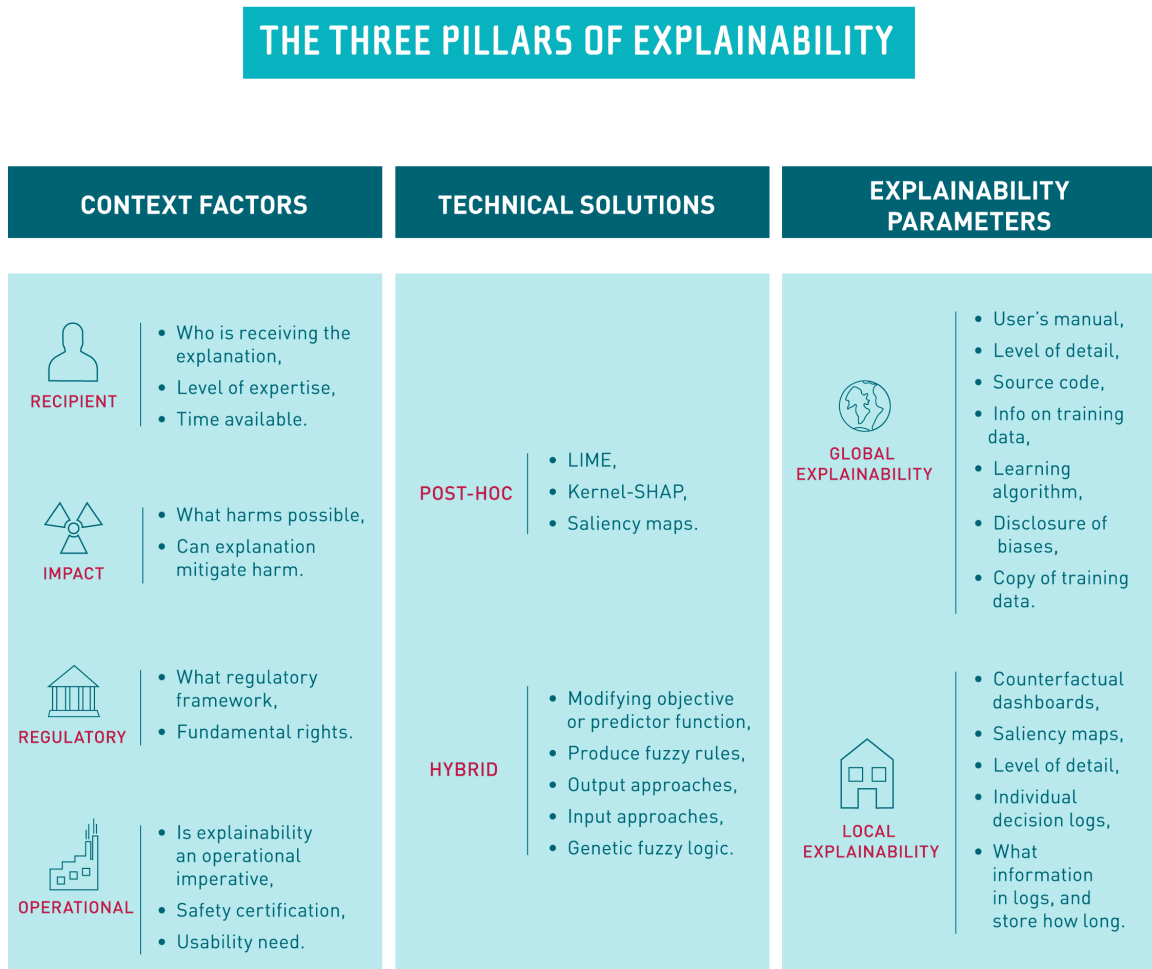 THE THREE PILLARS OF EXPLAINABILITY
CONTEXT FACTORS
RECIPIENT
• Who is receiving the
explanation,
• Level of expertise,
• Time available.
IMPACT
• What harms possible,
• Can explanation
mitigate harm.
REGULATORY
• What regulatory
framework,
• Fundamental rights.
OPERATIONAL
• Is explainability
an operational
imperative,
• Safety certification,
• Usability need.
TECHNICAL SOLUTIONS
POST-HOC
• LIME,
• Kernel-SHAP,
• Saliency maps.
HYBRID
• Modifying objective
or predictor function,
• Produce fuzzy rules,
• Output approaches,
• Input approaches,
• Genetic fuzzy logic.
EXPLAINABILITY
PARAMETERS
GLOBAL
EXPLAINABILITY
• User’s manual,
• Level of detail,
• Source code,
• Info on training
data,
• Learning
algorithm,
• Disclosure of
biases,
• Copy of training
data.
LOCAL
EXPLAINABILITY
• Counterfactual
dashboards,
• Saliency maps,
• Level of detail,
• Individual
decision logs,
• What
information
in logs, and
store how long.